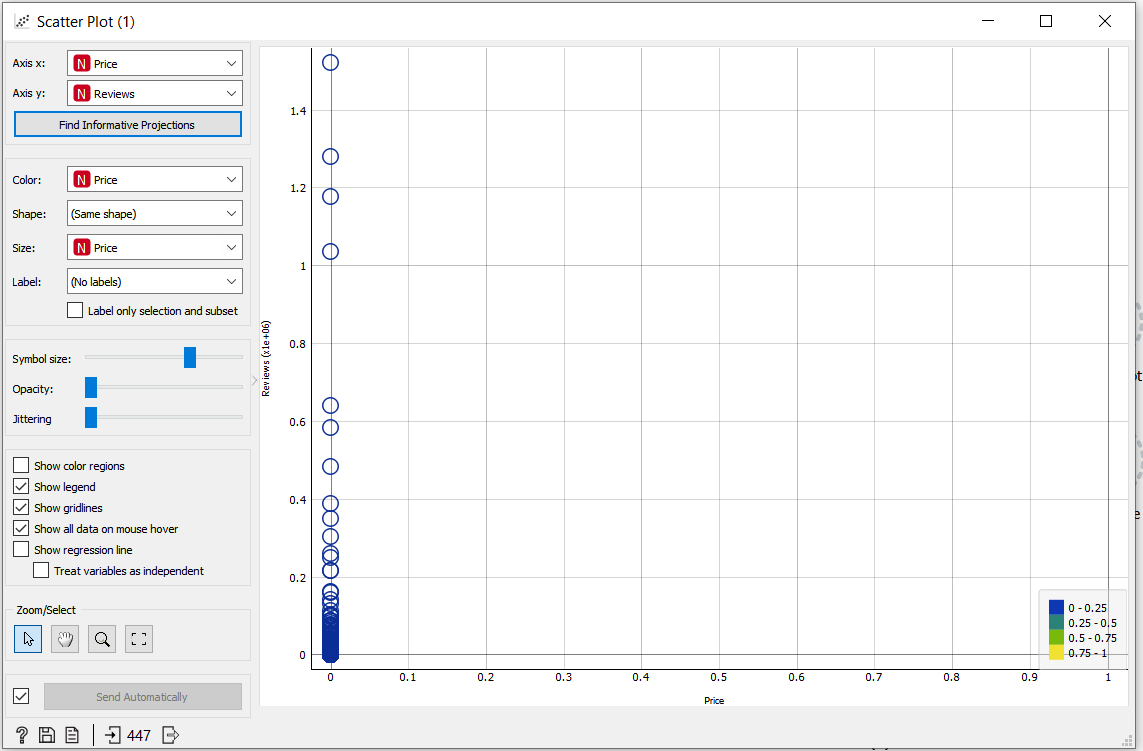 Scatter Plot (1)
Axis x: N Price
Axis y: N Reviews
Find Informative Projections
Color: N Price
Shape: (Same shape)
Size: N Price
Label: (No labels)
Label only selection and subset
Symbol size:
Opacity:
Jittering
Show color regions
Show legend
Show gridlines
Show all data on mouse hover
Show regression line
Treat variables as independent
Zoom/Select
Send Automatically
? 447
Reviews (x1e+06)
1.4
1.2
1
0.8
0.6
0.4
0.2
0
0 0.1 0.2 0.3 0.4 0.5 0.6 0.7 0.8 0.9 1
Price
0 - 0.25
0.25 - 0.5
0.5 - 0.75
0.75 - 1
ot
e